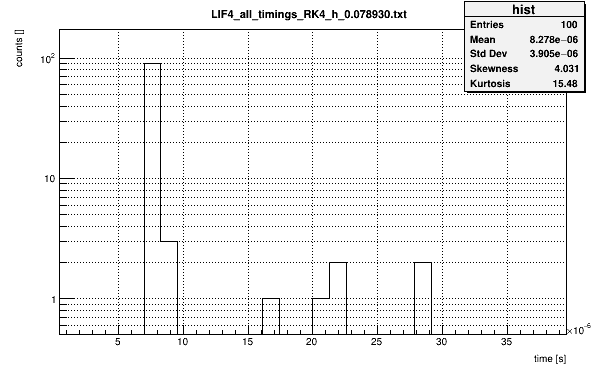 LIF4_all_timings_RK4_h_0.078930.txt
hist
Entries 100
Mean 8.278e−06
Std Dev 3.905e−06
Skewness 4.031
Kurtosis 15.48
counts []
10²
10
1
5 10 15 20 25 30 35
×10⁻⁶
time [s]